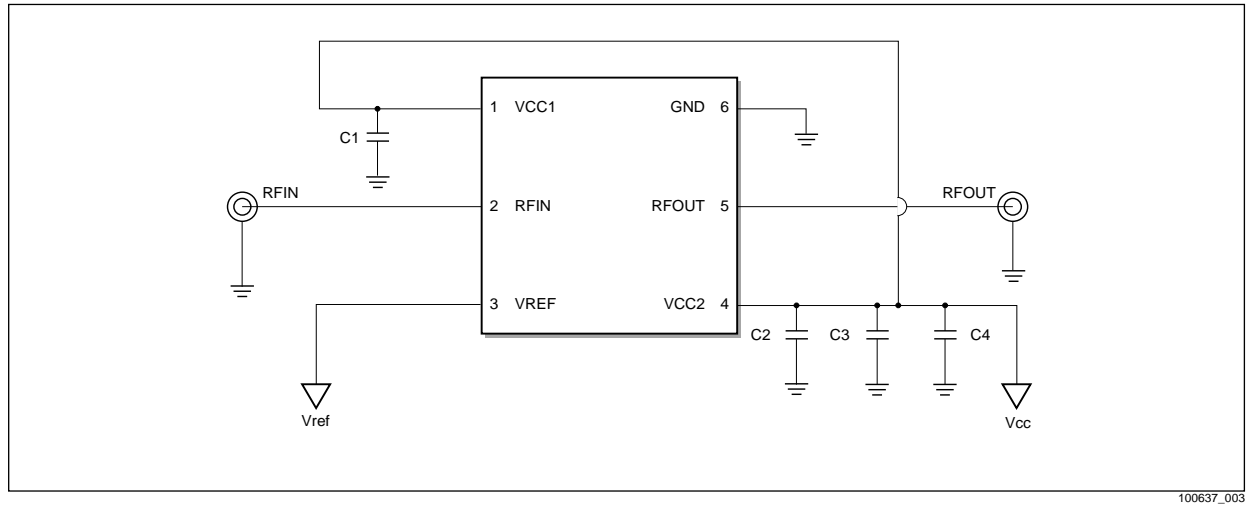 1 VCC1
GND 6
C1
RFIN
2 RFIN
RFOUT 5
RFOUT
3 VREF
VCC2 4
C2
C3
C4
Vref
Vcc
100637_003